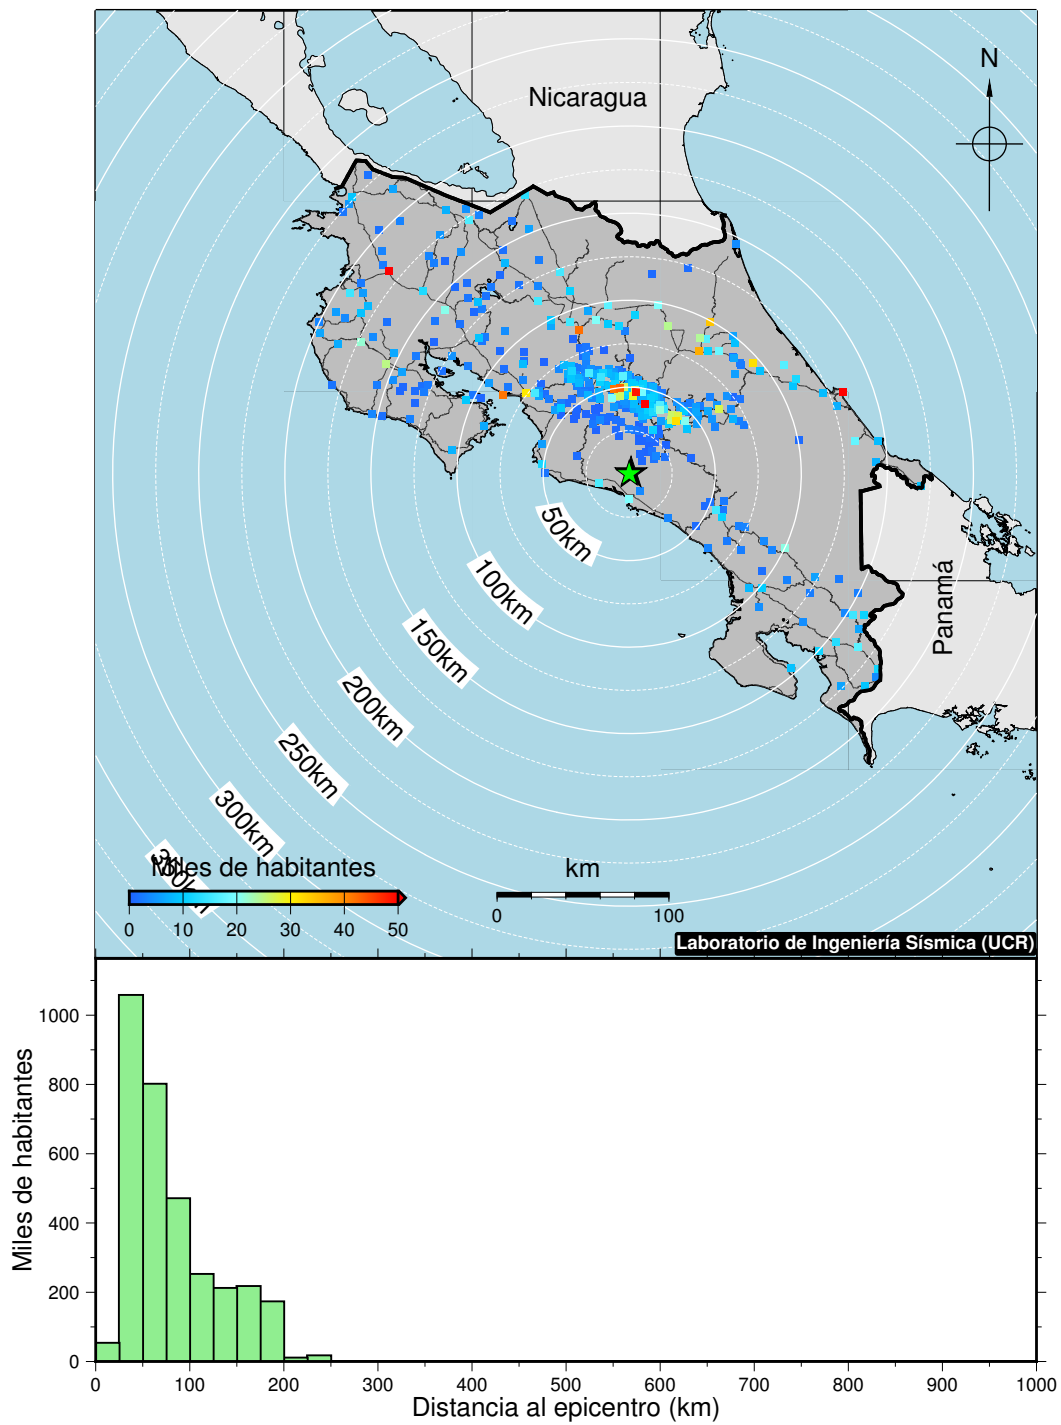 Nicaragua
N
Panamá
50km
100km
150km
200km
250km
300km
350km
Miles de habitantes
0 10 20 30 40 50
km
0 100
Laboratorio de Ingeniería Sísmica (UCR)
Miles de habitantes
1000
800
600
400
200
0
0 100 200 300 400 500 600 700 800 900 1000
Distancia al epicentro (km)